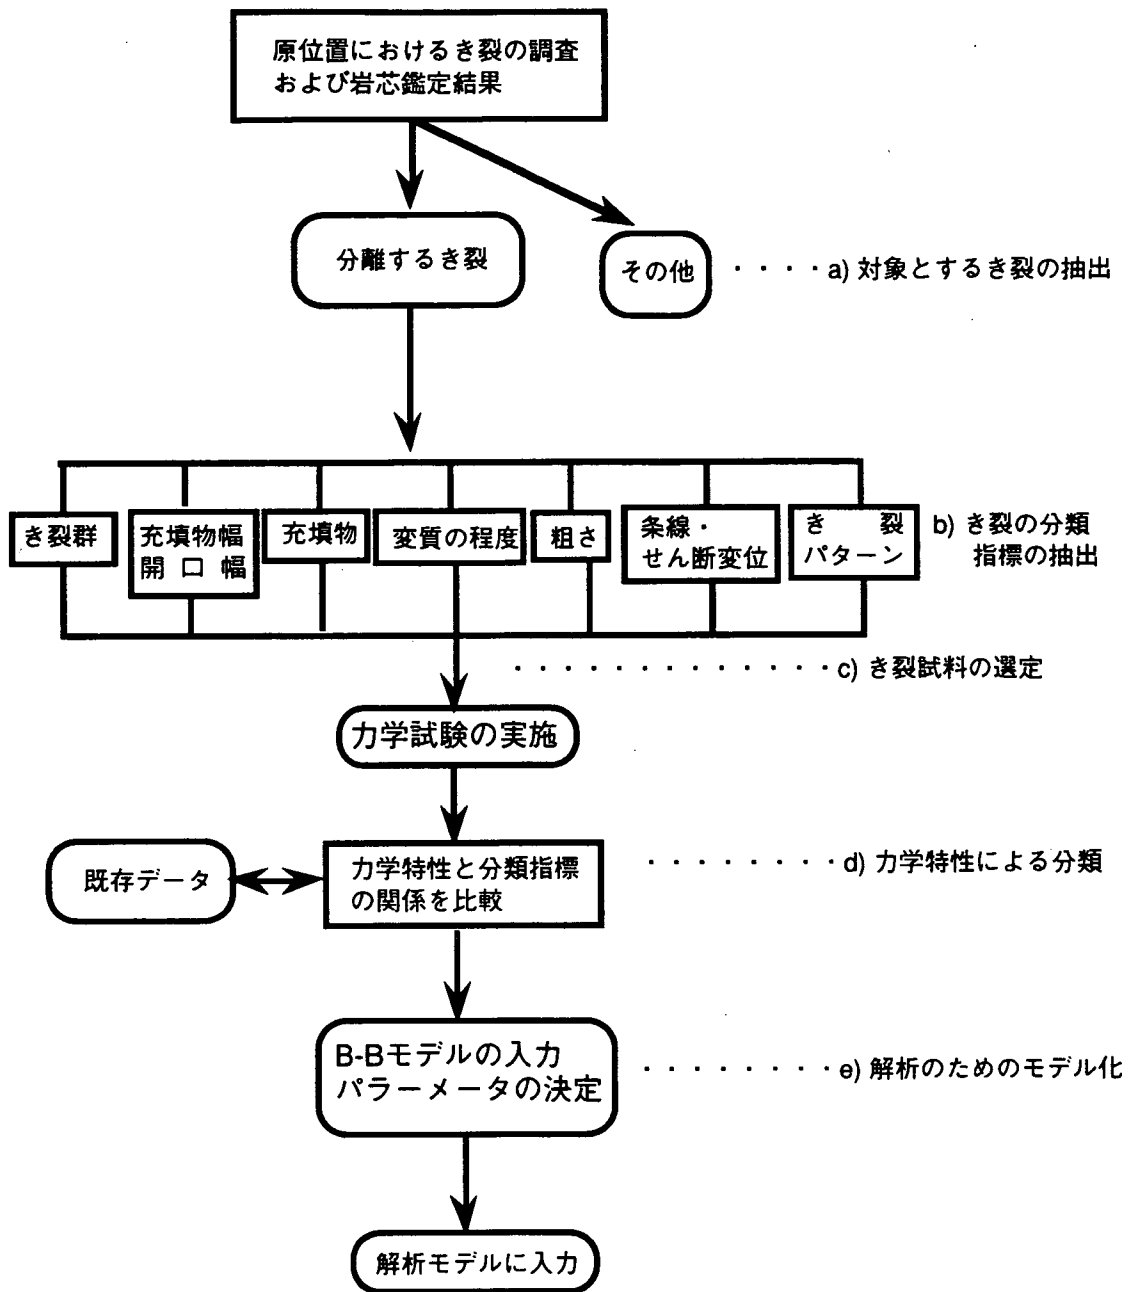 原位置におけるき裂の調査
および岩芯鑑定結果
分離するき裂
その他
・・・・a) 対象とするき裂の抽出
き裂群
充填物幅
開 口 幅
充填物
変質の程度
粗さ
条線・
せん断変位
き 裂
パターン
b) き裂の分類
指標の抽出
・・・・・・・・・・・・・c) き裂試料の選定
力学試験の実施
既存データ
力学特性と分類指標
の関係を比較
・・・・・・・・d) 力学特性による分類
B-Bモデルの入力
パラーメータの決定
・・・・・・・・e) 解析のためのモデル化
解析モデルに入力